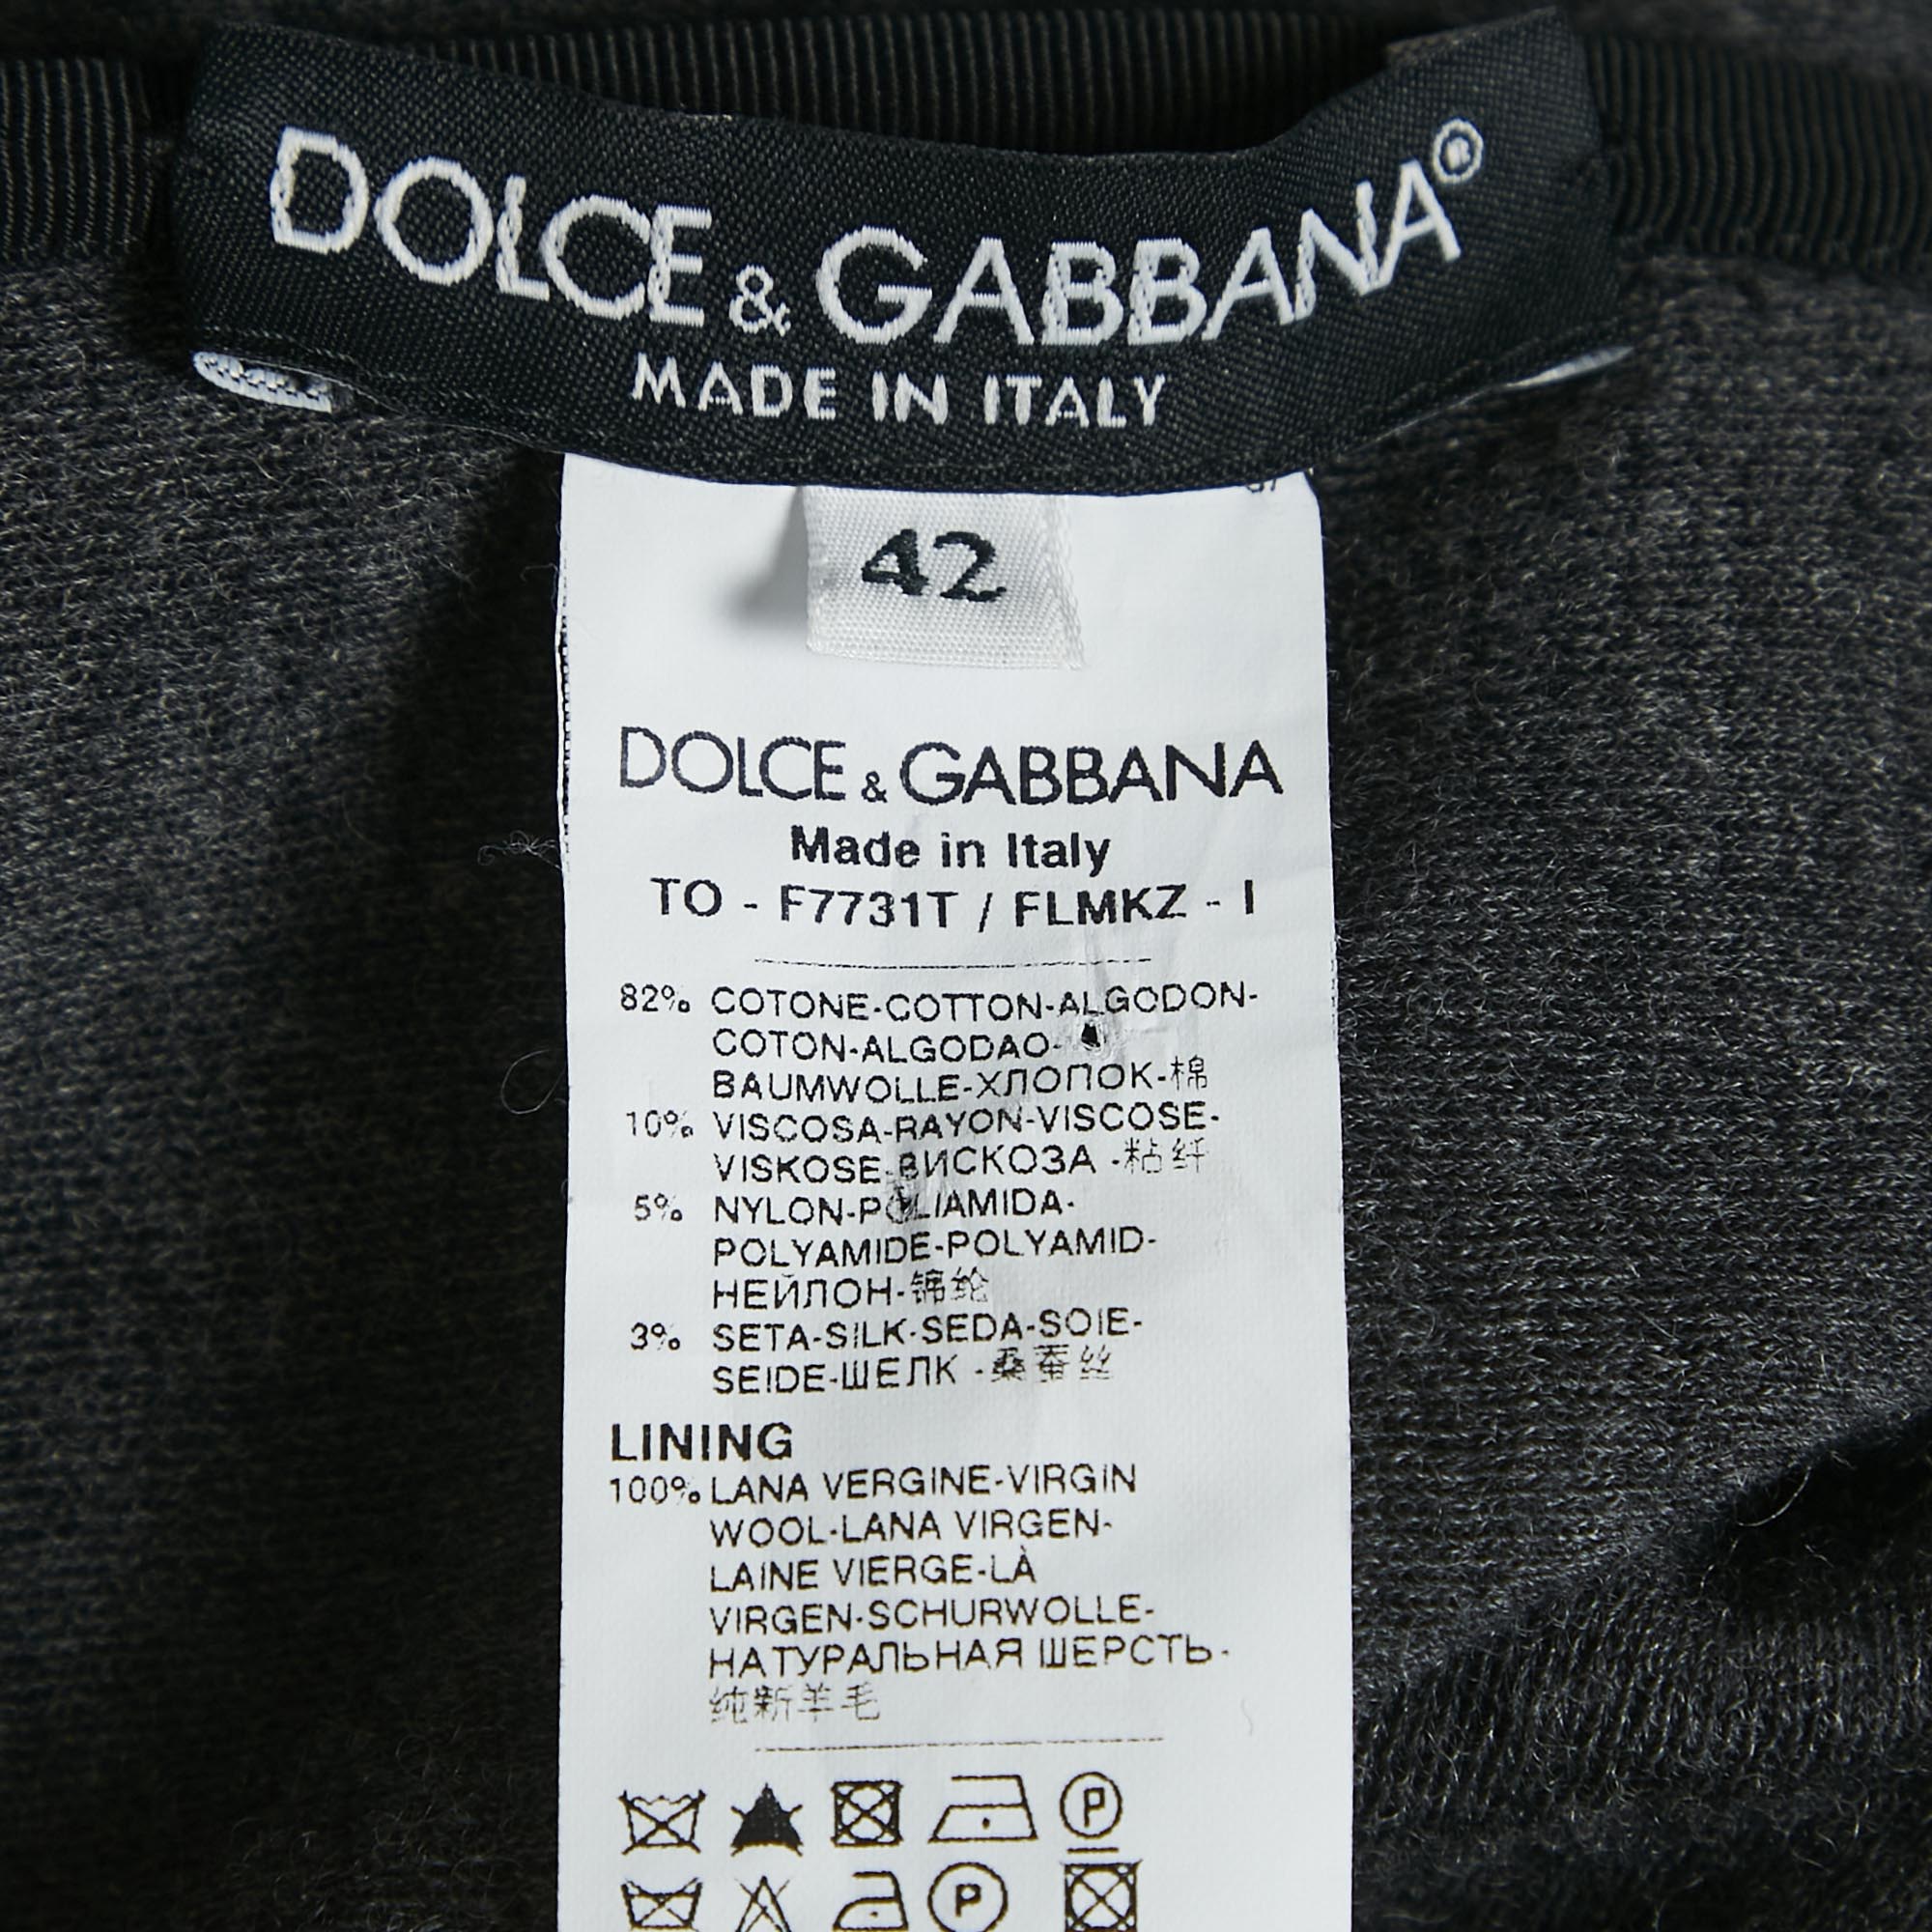 DOLCE & GABBANA®
MADE IN ITALY
42
DOLCE & GABBANA
Made in Italy
TO - F7731T / FLMKZ - I
82% COTONE-COTTON-ALGODON-
COTON-ALGODAO-
BAUMWOLLE-ХЛОПОК-棉
10% VISCOSA-RAYON-VISCOSE-
VISKOSE-ВИСКОЗА -粘纤
5% NYLON-POLIAMIDA-
POLYAMIDE-POLYAMID-
НЕЙЛОН-锦纶
3% SETA-SILK-SEDA-SOIE-
SEIDE-ШЕЛК -桑蚕丝
LINING
100% LANA VERGINE-VIRGIN
WOOL-LANA VIRGEN-
LAINE VIERGE-LÀ
VIRGEN-SCHURWOLLE-
НАТУРАЛЬНАЯ ШЕРСТЬ-
纯新羊毛
P
P